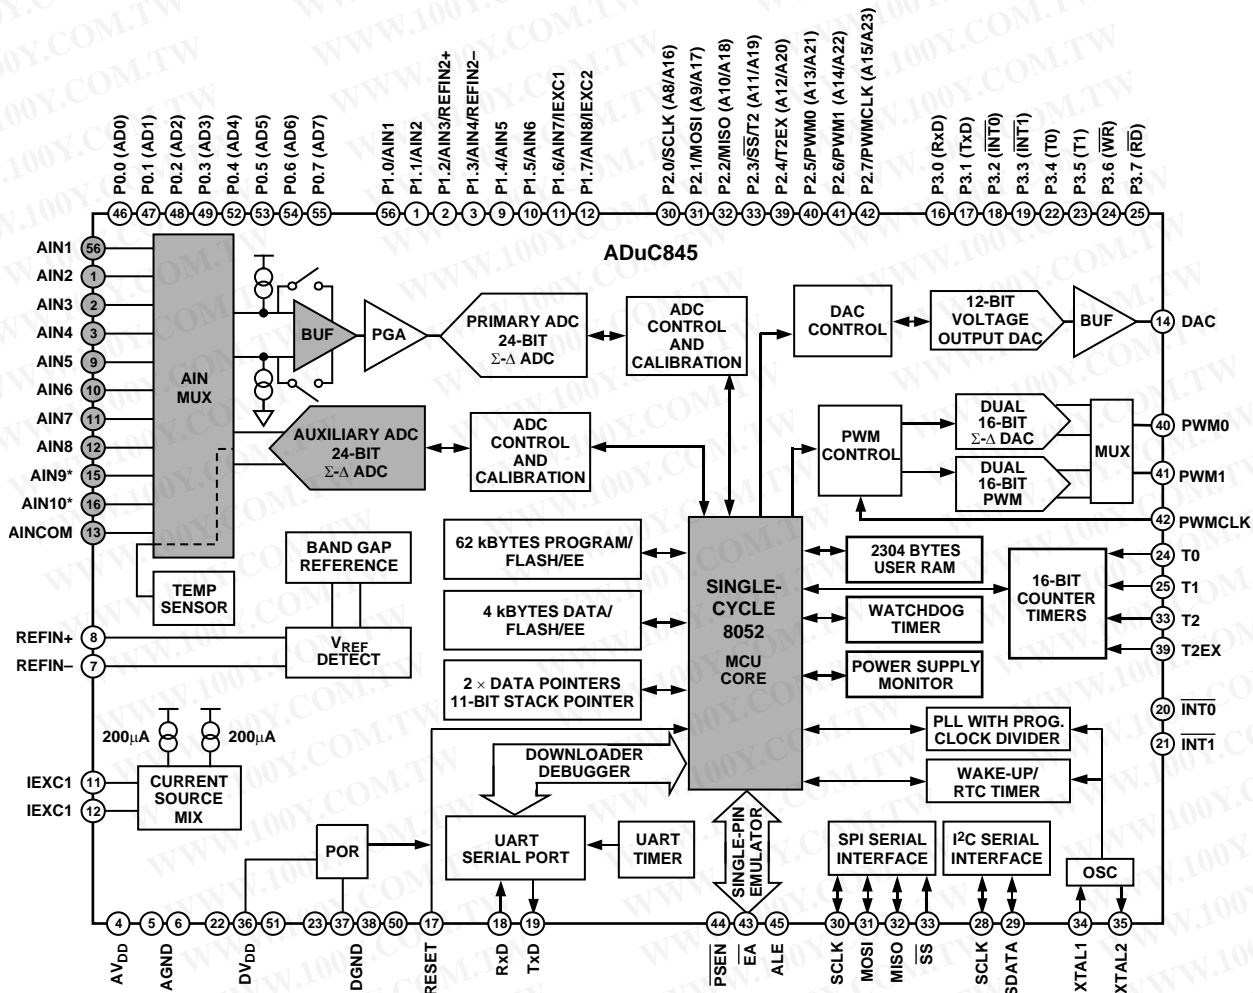 P0.0 (AD0)
P0.1 (AD1)
P0.2 (AD2)
P0.3 (AD3)
P0.4 (AD4)
P0.5 (AD5)
P0.6 (AD6)
P0.7 (AD7)
P1.0/AIN1
P1.1/AIN2
P1.2/AIN3/REFIN2+
P1.3/AIN4/REFIN2–
P1.4/AIN5
P1.5/AIN6
P1.6/AIN7/IEXC1
P1.7/AIN8/IEXC2
P2.0/SCLK (A8/A16)
P2.1/MOSI (A9/A17)
P2.2/MISO (A10/A18)
P2.3/SS/T2 (A11/A19)
P2.4/T2EX (A12/A20)
P2.5/PWM0 (A13/A21)
P2.6/PWM1 (A14/A22)
P2.7/PWMCLK (A15/A23)
P3.0 (RxD)
P3.1 (TxD)
P3.2 (INT0)
P3.3 (INT1)
P3.4 (T0)
P3.5 (T1)
P3.6 (WR)
P3.7 (RD)
46 47 48 49 52 53 54 55 56 1 2 3 9 10 11 12 30 31 32 33 39 40 41 42 16 17 18 19 22 23 24 25
ADuC845
AIN1 56
AIN2 1
AIN3 2
AIN4 3
AIN5 9
AIN6 10
AIN7 11
AIN8 12
AIN9* 15
AIN10* 16
AINCOM 13
AIN
MUX
BUF
PGA
PRIMARY ADC
24-BIT
Σ-Δ ADC
ADC
CONTROL
AND
CALIBRATION
DAC
CONTROL
12-BIT
VOLTAGE
OUTPUT DAC
BUF
14 DAC
AUXILIARY ADC
24-BIT
Σ-Δ ADC
ADC
CONTROL
AND
CALIBRATION
PWM
CONTROL
DUAL
16-BIT
Σ-Δ DAC
DUAL
16-BIT
PWM
MUX
40 PWM0
41 PWM1
42 PWMCLK
TEMP
SENSOR
BAND GAP
REFERENCE
VREF
DETECT
REFIN+ 8
REFIN– 7
62 kBYTES PROGRAM/
FLASH/EE
4 kBYTES DATA/
FLASH/EE
2 × DATA POINTERS
11-BIT STACK POINTER
SINGLE-
CYCLE
8052
MCU
CORE
2304 BYTES
USER RAM
WATCHDOG
TIMER
POWER SUPPLY
MONITOR
16-BIT
COUNTER
TIMERS
24 T0
25 T1
33 T2
39 T2EX
20 INT0
21 INT1
200μA 200μA
CURRENT
SOURCE
MIX
IEXC1 11
IEXC1 12
DOWNLOADER
DEBUGGER
PLL WITH PROG.
CLOCK DIVIDER
WAKE-UP/
RTC TIMER
POR
UART
SERIAL PORT
UART
TIMER
SINGLE-PIN
EMULATOR
SPI SERIAL
INTERFACE
I2C SERIAL
INTERFACE
OSC
4 5 6 22 36 51 23 37 38 50 17 18 19 44 43 45 30 31 32 33 28 29 34 35
AVDD
AGND
DVDD
DGND
RESET
RxD
TxD
PSEN
EA
ALE
SCLK
MOSI
MISO
SS
SCLK
SDATA
XTAL1
XTAL2
WWW.100Y.COM.TW